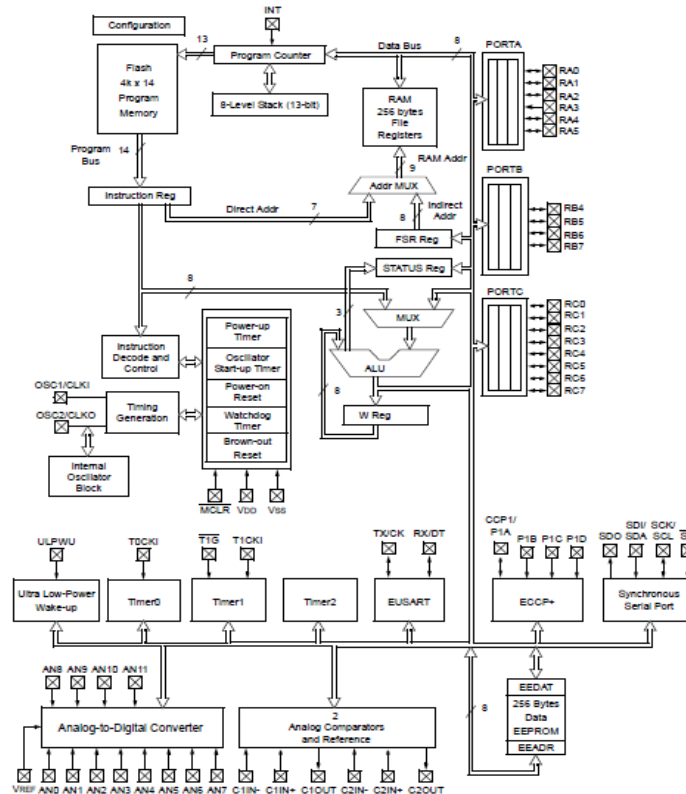 INT
Configuration
13
Program Counter
Data Bus
8
PORTA
Flash
4k x 14
Program
Memory
8-Level Stack (13-bit)
RAM
256 bytes
File
Registers
RA0
RA1
RA2
RA3
RA4
RA5
Program
Bus
14
9
RAM Addr
Addr MUX
PORTB
Instruction Reg
Direct Addr
7
8
Indirect
Addr
FSR Reg
RB4
RB5
RB6
RB7
STATUS Reg
8
3
MUX
PORTC
RC0
RC1
RC2
RC3
RC4
RC5
RC6
RC7
Instruction
Decode and
Control
Power-up
Timer
Oscillator
Start-up Timer
Power-on
Reset
Watchdog
Timer
Brown-out
Reset
ALU
8
W Reg
OSC1/CLKI
OSC2/CLKO
Timing
Generation
Internal
Oscillator
Block
MCLR
VDD
VSS
ULPWU
T0CKI
T1G
T1CKI
TX/CK
RX/DT
CCP1/
P1A
P1B
P1C
P1D
SDO
SDI/
SDA
SCK/
SCL
Ultra Low-Power
Wake-up
Timer0
Timer1
Timer2
EUSART
ECCP+
Synchronous
Serial Port
AN8
AN9
AN10
AN11
Analog-to-Digital Converter
2
Analog Comparators
and Reference
8
EEDAT
256 Bytes
Data
EEPROM
EEADR
VREF
AN0
AN1
AN2
AN3
AN4
AN5
AN6
AN7
C1IN-
C1IN+
C1OUT
C2IN-
C2IN+
C2OUT